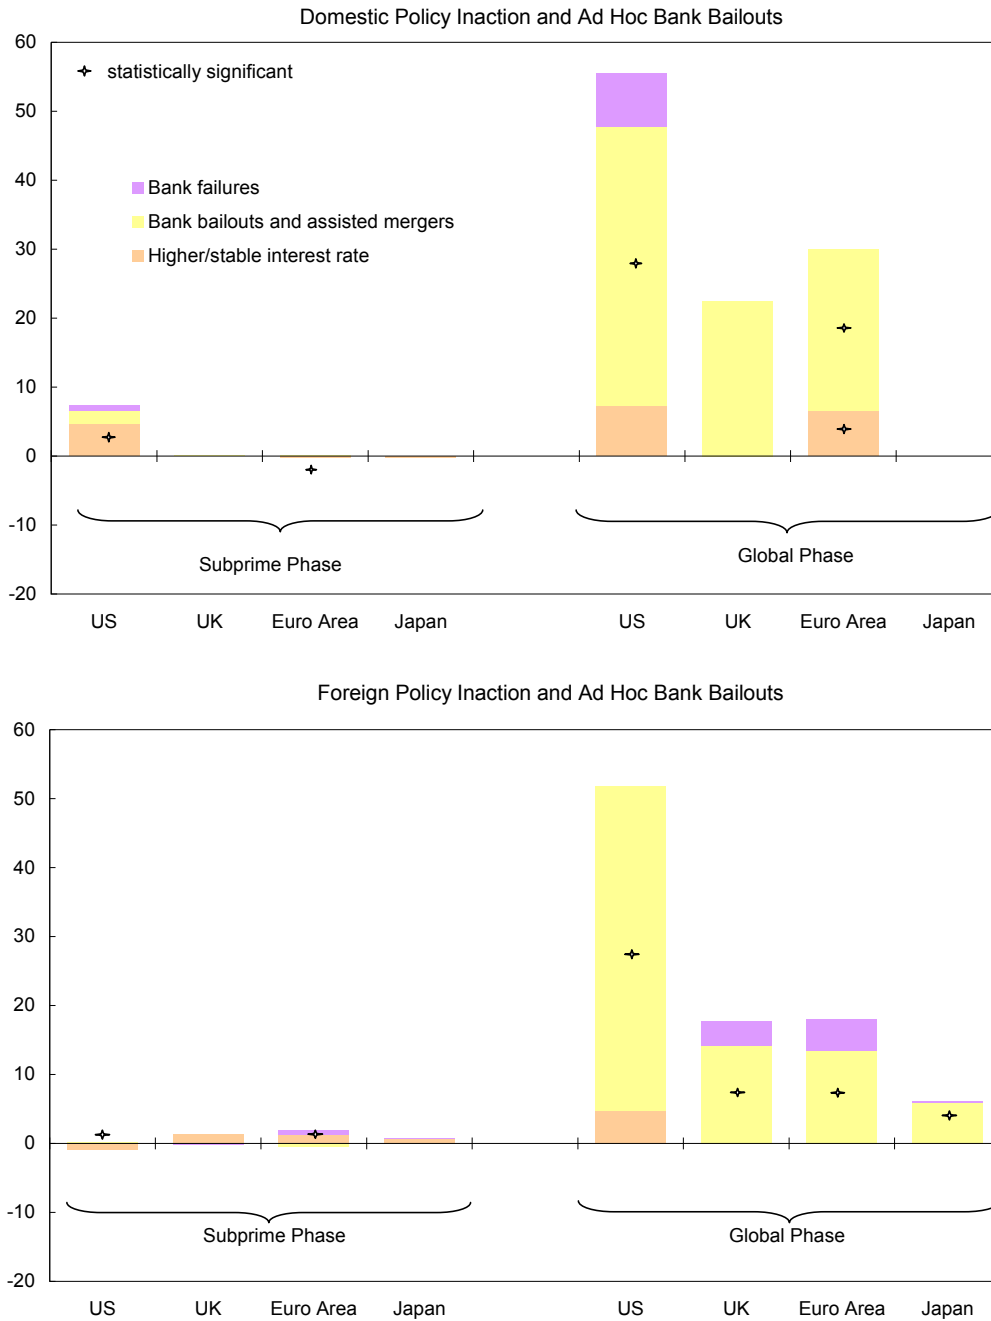 Domestic Policy Inaction and Ad Hoc Bank Bailouts
60
statistically significant
50
40
Bank failures
Bank bailouts and assisted mergers
30
Higher/stable interest rate
20
10
0
-10
Subprime Phase
Global Phase
-20
US UK Euro Area Japan US UK Euro Area Japan
Foreign Policy Inaction and Ad Hoc Bank Bailouts
60
50
40
30
20
10
0
-10
Subprime Phase Global Phase
-20
US UK Euro Area Japan US UK Euro Area Japan